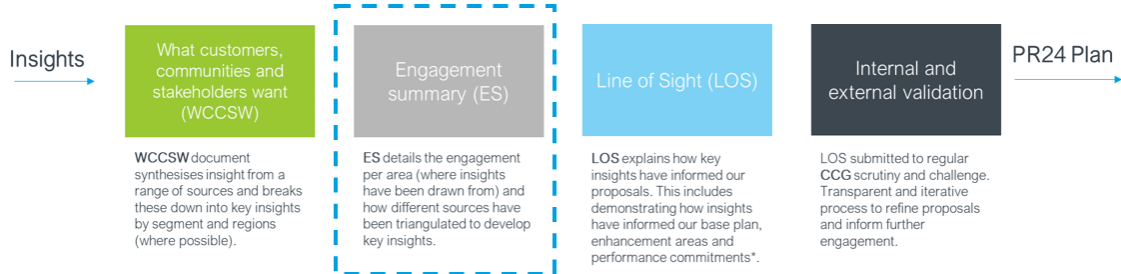 Insights
What customers,
communities and
stakeholders want
(WCCSW)
WCCSW document
synthesises insight from a
range of sources and breaks
these down into key insights
by segment and regions
(where possible).
Engagement
summary (ES)
ES details the engagement
per area (where insights
have been drawn from) and
how different sources have
been triangulated to develop
key insights.
Line of Sight (LOS)
LOS explains how key
insights have informed our
proposals. This includes
demonstrating how insights
have informed our base plan,
enhancement areas and
performance commitments*.
Internal and
external validation
LOS submitted to regular
CCG scrutiny and challenge.
Transparent and iterative
process to refine proposals
and inform further
engagement.
PR24 Plan